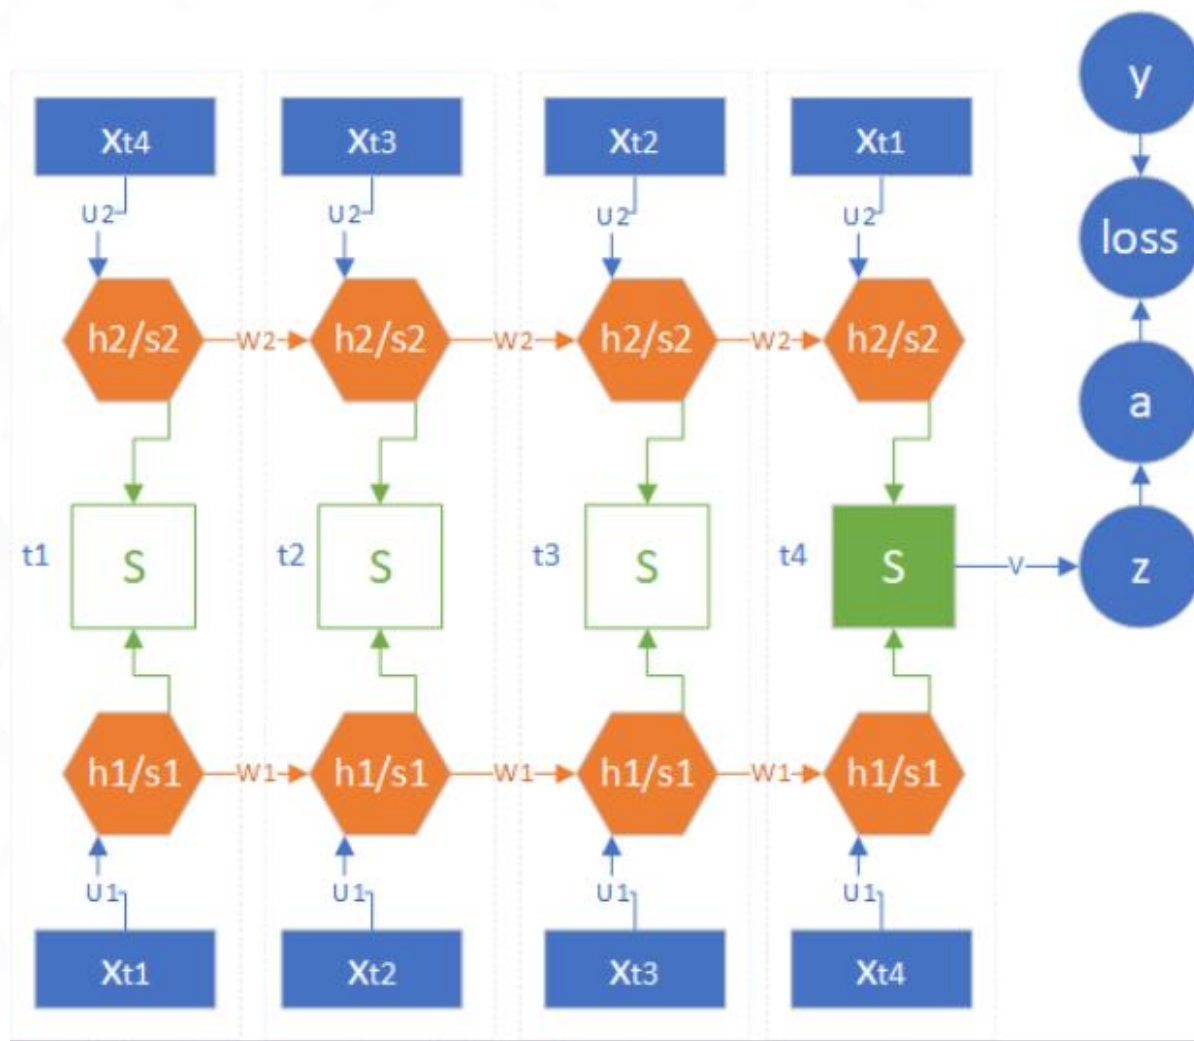 y
Xt4 Xt3 Xt2 Xt1
U2 U2 U2 U2
loss
h2/s2 W2 h2/s2 W2 h2/s2 W2 h2/s2
a
t1 S t2 S t3 S t4 S V z
h1/s1 W1 h1/s1 W1 h1/s1 W1 h1/s1
U1 U1 U1 U1
Xt1 Xt2 Xt3 Xt4